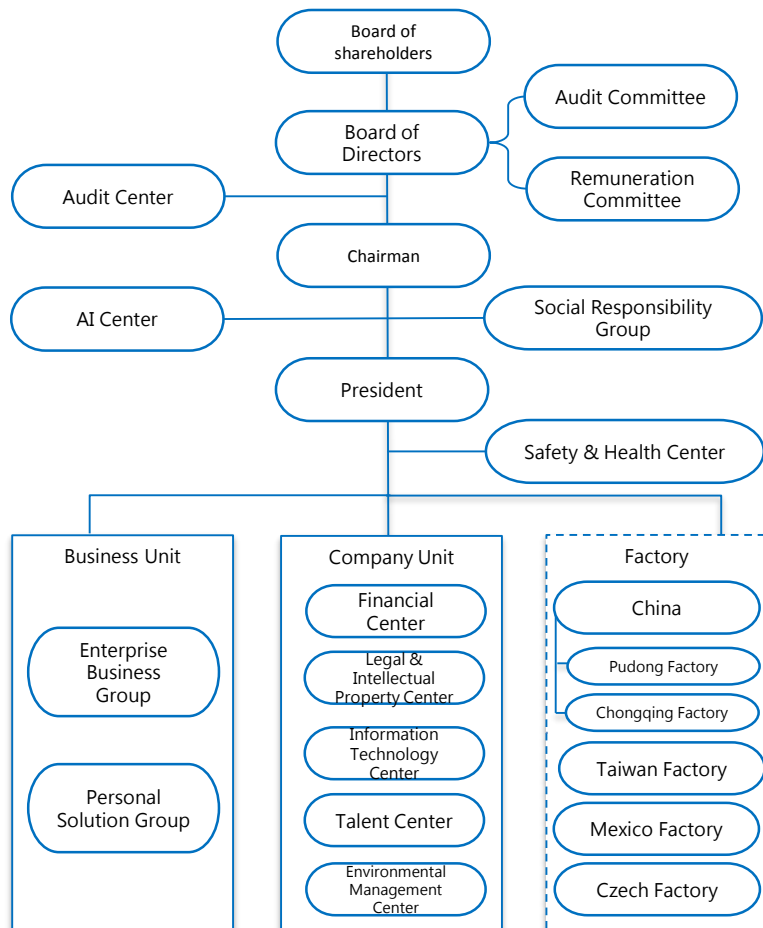 Board of
shareholders
Audit Committee
Board of
Directors
Remuneration
Committee
Audit Center
Chairman
AI Center
Social Responsibility
Group
President
Safety & Health Center
Business Unit
Enterprise
Business
Group
Personal
Solution Group
Company Unit
Financial
Center
Legal &
Intellectual
Property Center
Information
Technology
Center
Talent Center
Environmental
Management
Center
Factory
China
Pudong Factory
Chongqing Factory
Taiwan Factory
Mexico Factory
Czech Factory